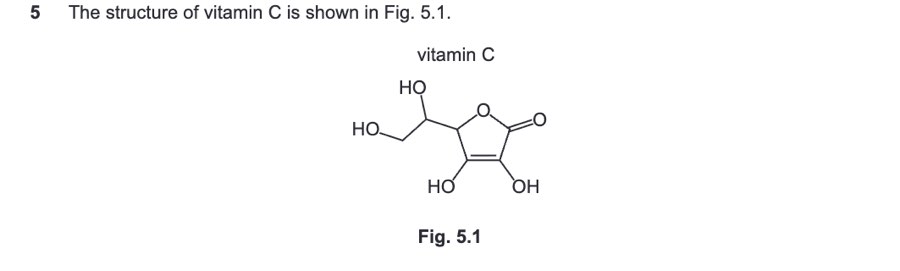 5 The structure of vitamin C is shown in Fig. 5.1.
vitamin C
HO
O
O
HO
HO
OH
Fig. 5.1